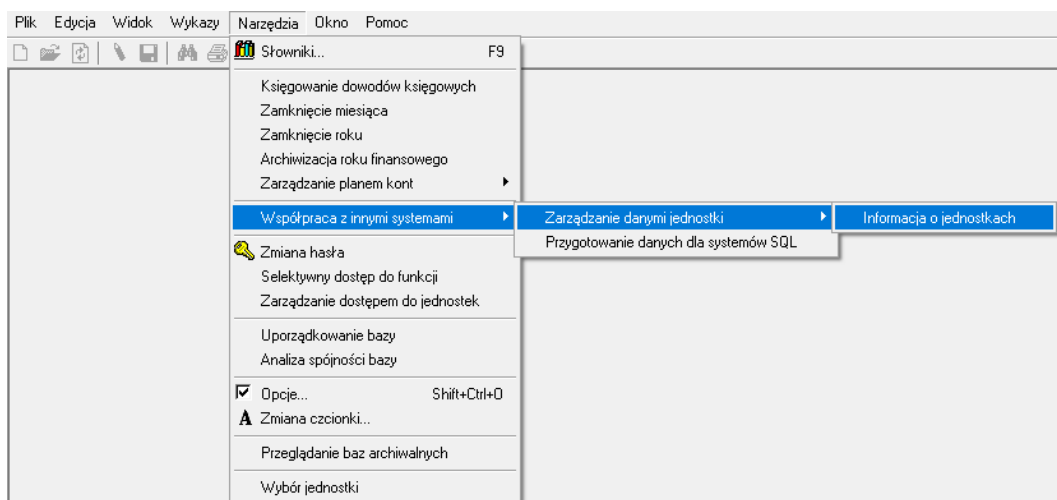 Plik Edycja Widok Wykazy Narzędzia Okno Pomoc
Słowniki... F9
Księgowanie dowodów księgowych
Zamknięcie miesiąca
Zamknięcie roku
Archiwizacja roku finansowego
Zarządzanie planem kont
Współpraca z innymi systemami
Zarządzanie danymi jednostki
Informacja o jednostkach
Przygotowanie danych dla systemów SQL
Zmiana hasła
Selektywny dostęp do funkcji
Zarządzanie dostępem do jednostek
Uporządkowanie bazy
Analiza spójności bazy
Opcje... Shift+Ctrl+O
A Zmiana czcionki...
Przeglądanie baz archiwalnych
Wybór jednostki